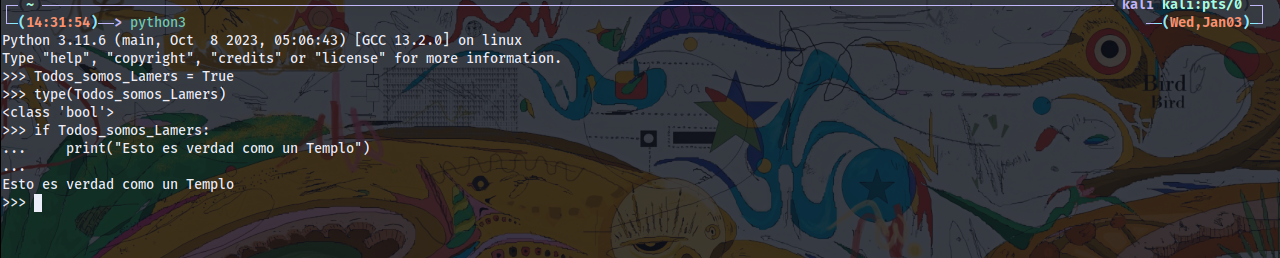 ~ kali kali:pts/0
(14:31:54)—> python3 (Wed,Jan03)
Python 3.11.6 (main, Oct  8 2023, 05:06:43) [GCC 13.2.0] on linux
Type "help", "copyright", "credits" or "license" for more information.
>>> Todos_somos_Lamers = True
>>> type(Todos_somos_Lamers)
<class 'bool'>
>>> if Todos_somos_Lamers:
...     print("Esto es verdad como un Templo")
...
Esto es verdad como un Templo
>>>
Bird
Bird